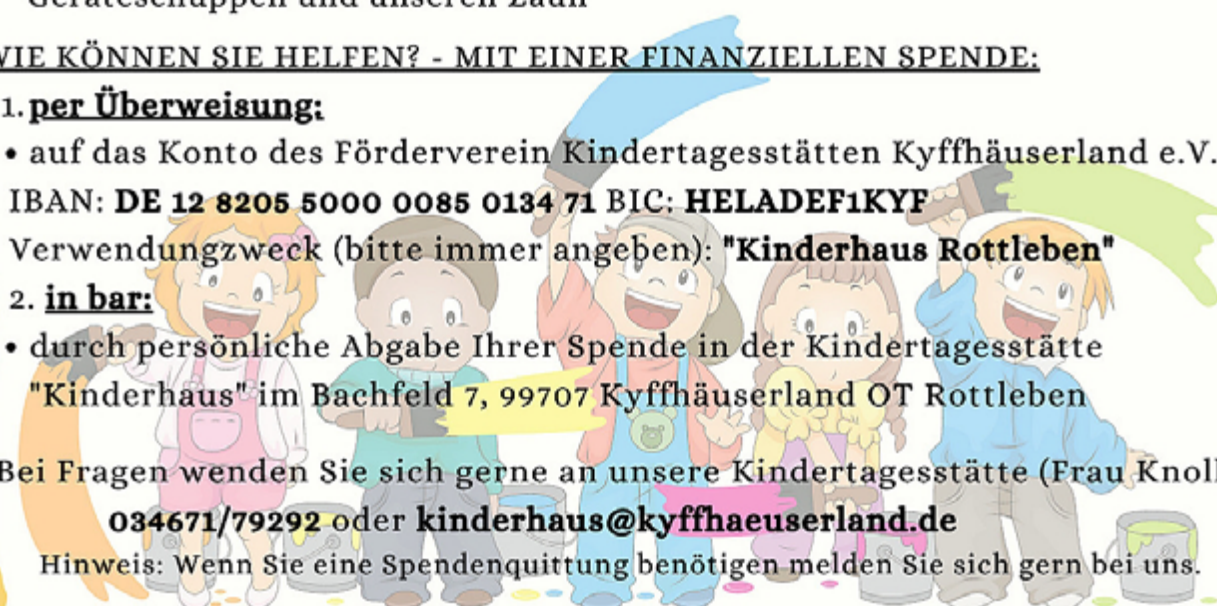 Geräteschuppen und unseren Zaun
WIE KÖNNEN SIE HELFEN? - MIT EINER FINANZIELLEN SPENDE:
1. per Überweisung:
• auf das Konto des Förderverein Kindertagesstätten Kyffhäuserland e.V.
IBAN: DE 12 8205 5000 0085 0134 71 BIC: HELADEF1KYF
Verwendungzweck (bitte immer angeben): "Kinderhaus Rottleben"
2. in bar:
• durch persönliche Abgabe Ihrer Spende in der Kindertagesstätte
"Kinderhaus" im Bachfeld 7, 99707 Kyffhäuserland OT Rottleben
Bei Fragen wenden Sie sich gerne an unsere Kindertagesstätte (Frau Knoll
034671/79292 oder kinderhaus@kyffhaeuserland.de
Hinweis: Wenn Sie eine Spendenquittung benötigen melden Sie sich gern bei uns.